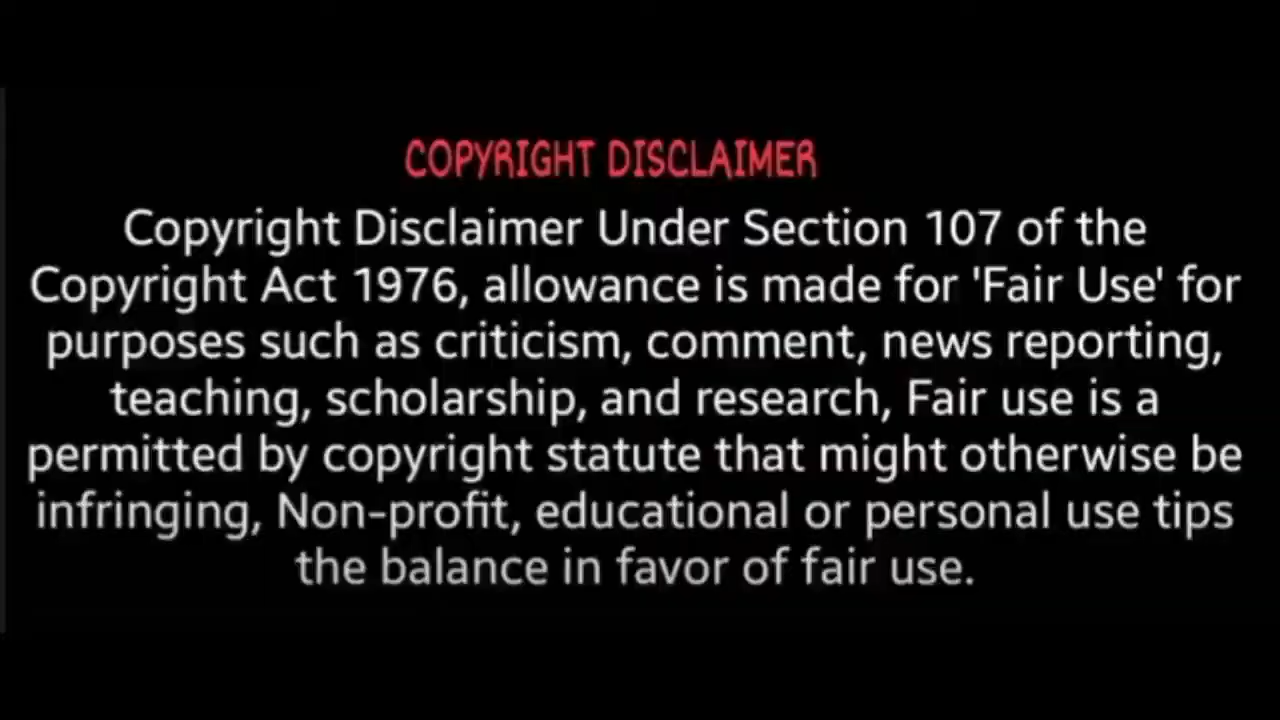 COPYRIGHT DISCLAIMER
Copyright Disclaimer Under Section 107 of the
Copyright Act 1976, allowance is made for 'Fair Use' for
purposes such as criticism, comment, news reporting,
teaching, scholarship, and research, Fair use is a
permitted by copyright statute that might otherwise be
infringing, Non-profit, educational or personal use tips
the balance in favor of fair use.